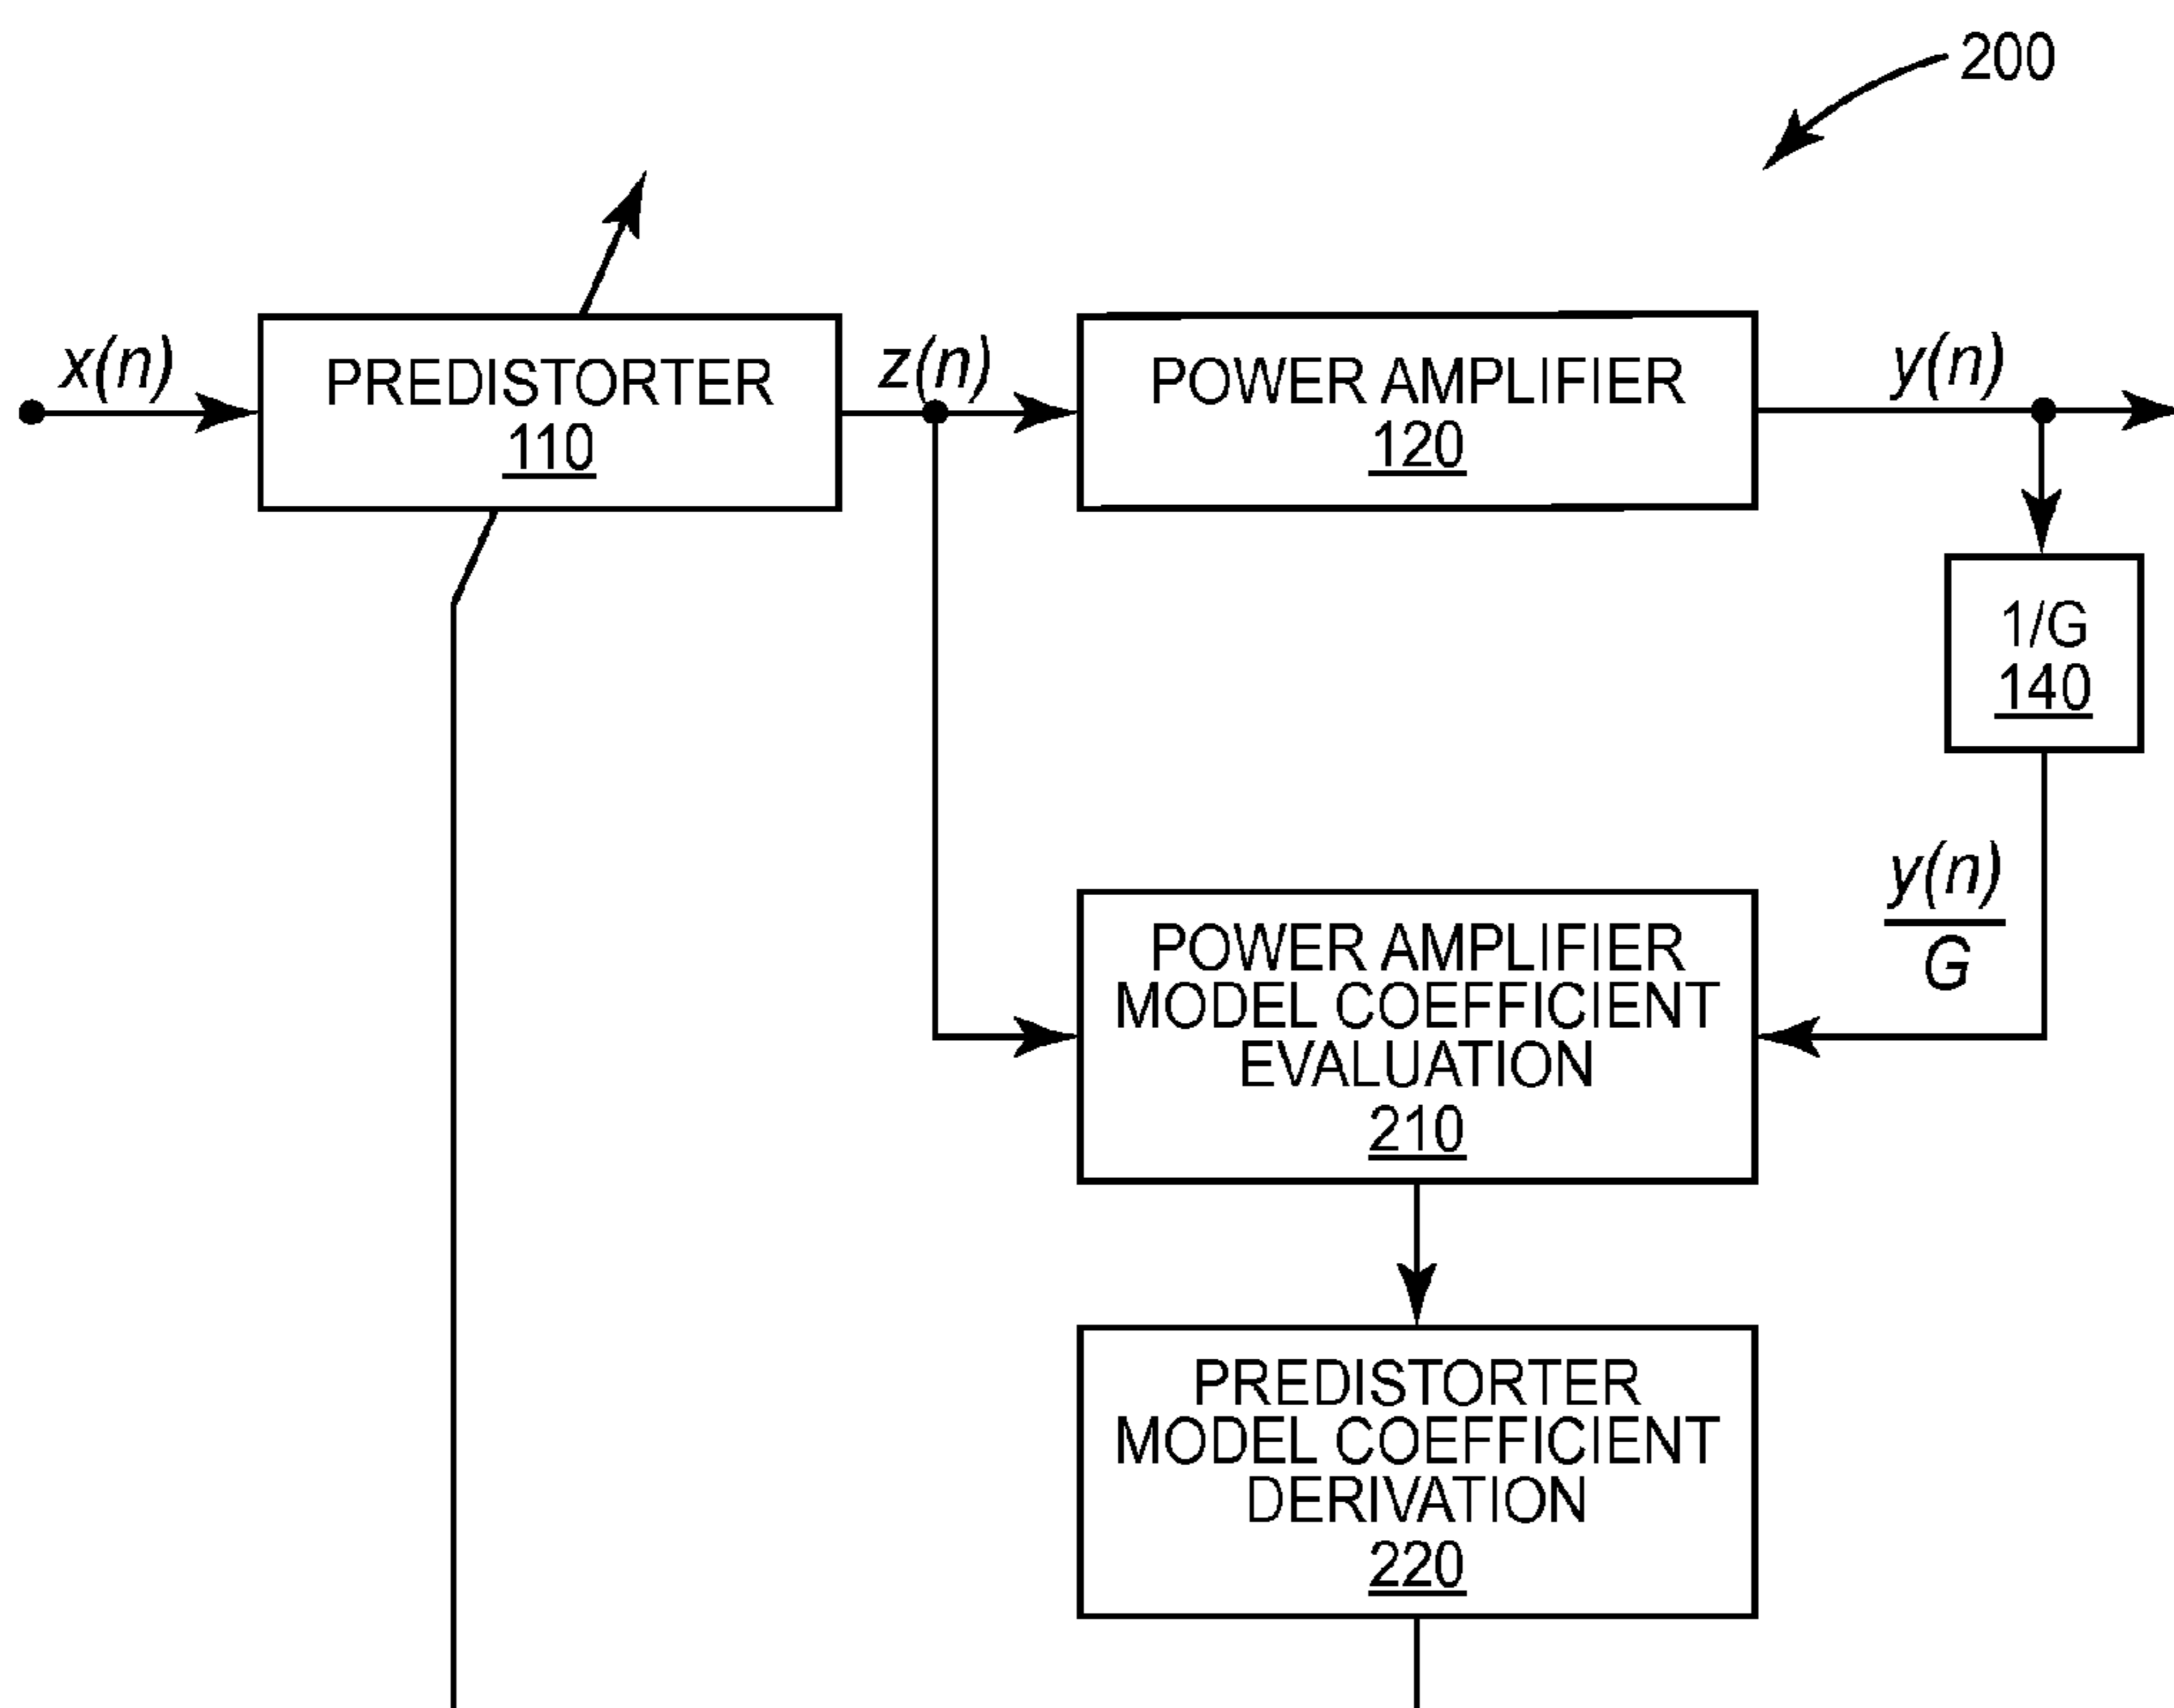 200
x(n)
PREDISTORTER
110
z(n)
POWER AMPLIFIER
120
y(n)
1/G
140
y(n)
G
POWER AMPLIFIER
MODEL COEFFICIENT
EVALUATION
210
PREDISTORTER
MODEL COEFFICIENT
DERIVATION
220